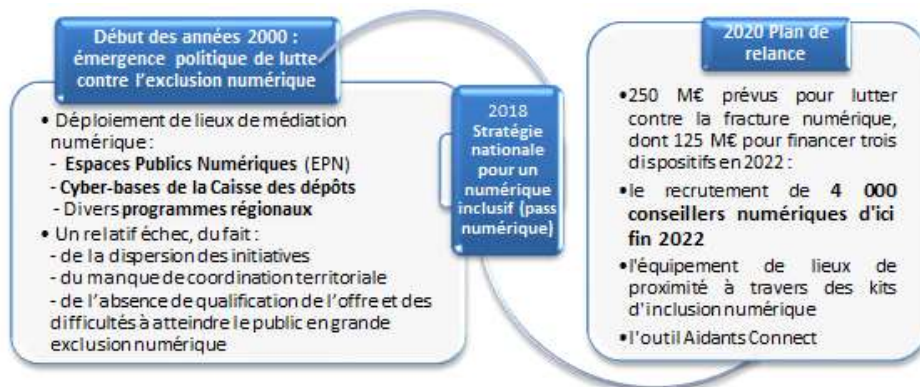 Début des années 2000 :
émergence politique de lutte
contre l'exclusion numérique
• Déploiement de lieux de médiation
numérique :
- Espaces Publics Numériques (EPN)
- Cyber-bases de la Caisse des dépôts
- Divers programmes régionaux
• Un relatif échec, du fait :
- de la dispersion des initiatives
- du manque de coordination territoriale
- de l'absence de qualification de l'offre et des
difficultés à atteindre le public en grande
exclusion numérique
2018
Stratégie
nationale
pour un
numérique
inclusif (pass
numérique)
2020 Plan de
relance
•250 M€ prévus pour lutter
contre la fracture numérique,
dont 125 M€ pour financer trois
dispositifs en 2022 :
•le recrutement de 4 000
conseillers numériques d'ici
fin 2022
•l'équipement de lieux de
proximité à travers des kits
d'inclusion numérique
•l'outil Aidants Connect